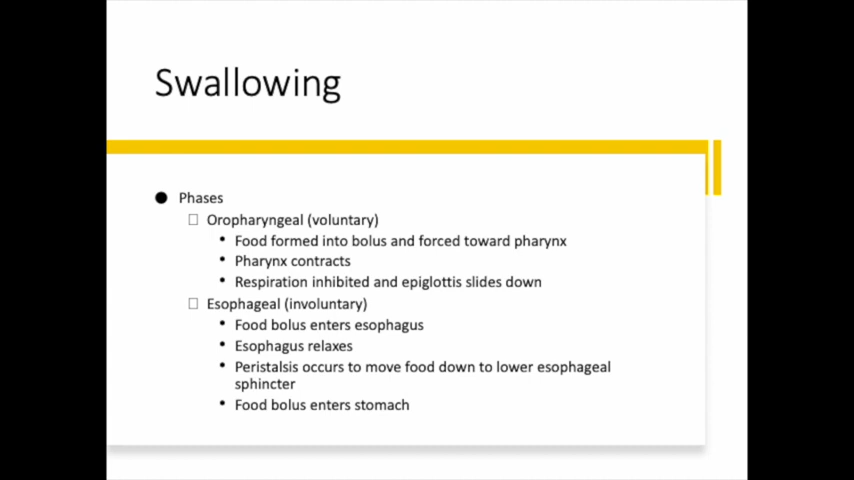 Swallowing
Phases
Oropharyngeal (voluntary)
Food formed into bolus and forced toward pharynx
Pharynx contracts
Respiration inhibited and epiglottis slides down
Esophageal (involuntary)
Food bolus enters esophagus
Esophagus relaxes
Peristalsis occurs to move food down to lower esophageal
sphincter
Food bolus enters stomach